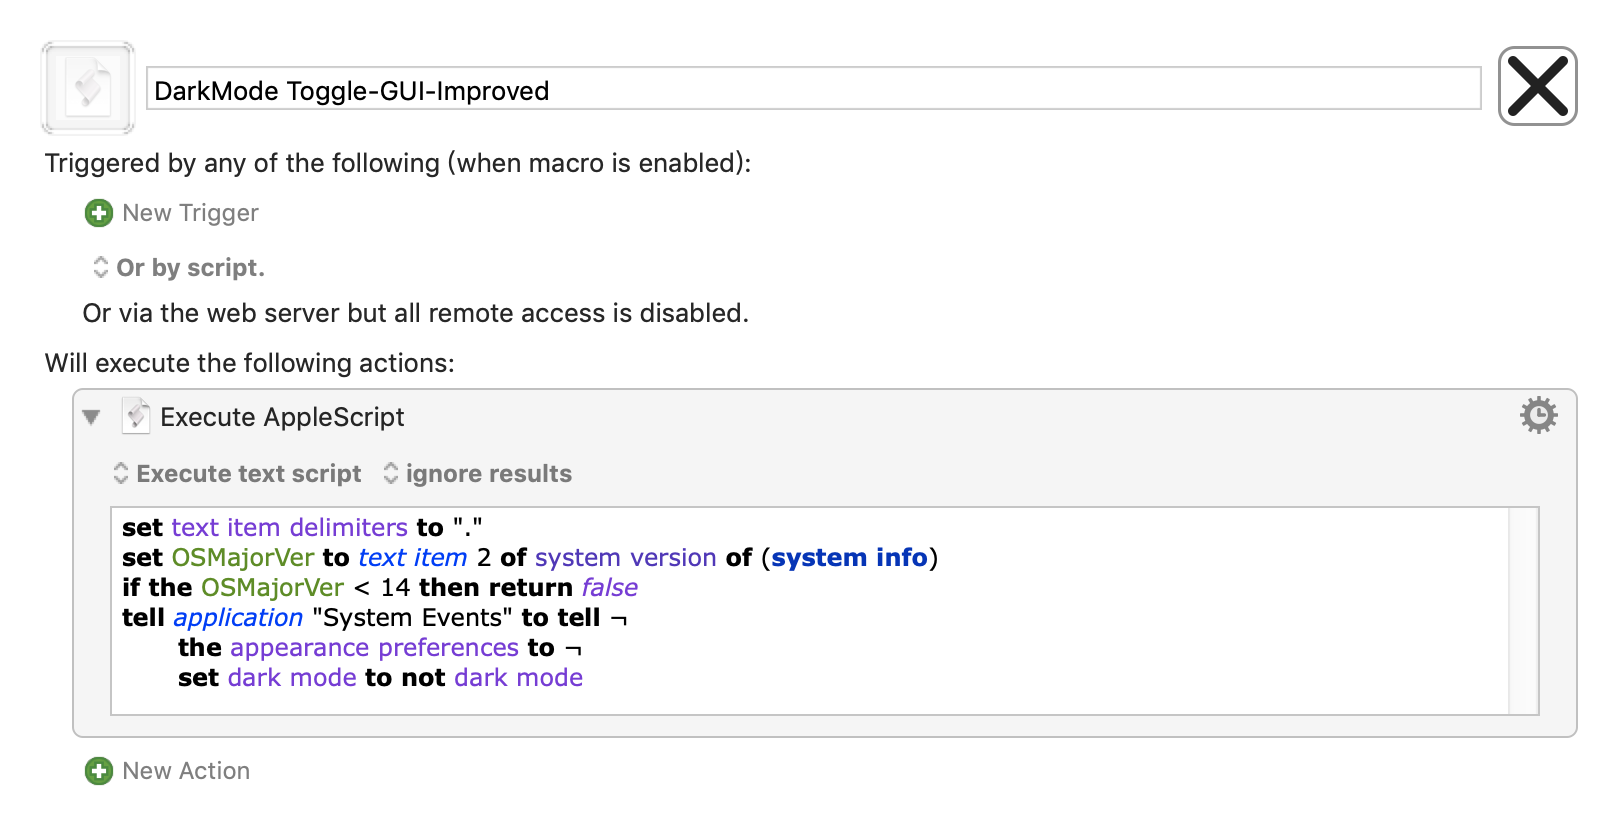 DarkMode Toggle-GUI-Improved
Triggered by any of the following (when macro is enabled):
New Trigger
Or by script.
Or via the web server but all remote access is disabled.
Will execute the following actions:
Execute AppleScript
Execute text script ignore results
set text item delimiters to "."
set OSMajorVer to text item 2 of system version of (system info)
if the OSMajorVer < 14 then return false
tell application "System Events" to tell ¬
the appearance preferences to ¬
set dark mode to not dark mode
New Action